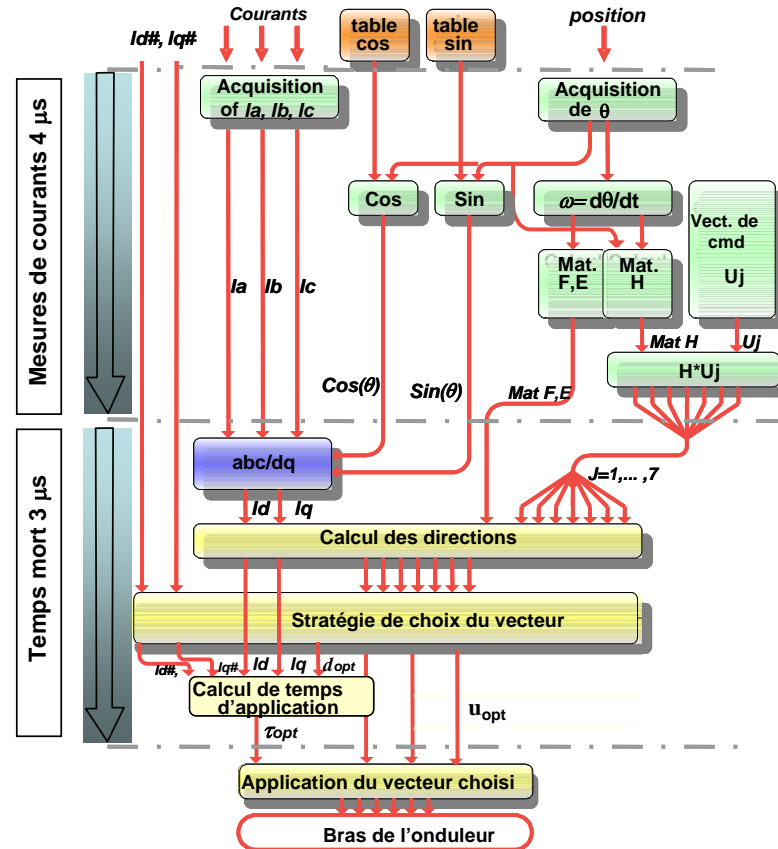 Courants
position
Id#, Iq#
table
cos
table
sin
Acquisition
of Ia, Ib, Ic
Acquisition
de θ
Mesures de courants 4 µs
Cos
Sin
ω= dθ/dt
Vect. de
cmd
Uj
Mat.
F,E
Mat.
H
Ia
Ib
Ic
Mat H
Uj
H*Uj
Cos(θ)
Sin(θ)
Mat F,E
Temps mort 3 µs
abc/dq
J=1,... ,7
Id
Iq
Calcul des directions
Stratégie de choix du vecteur
Id#,
Iq#
Id
Iq
dopt
Calcul de temps
d'application
uopt
τopt
Application du vecteur choisi
Bras de l'onduleur